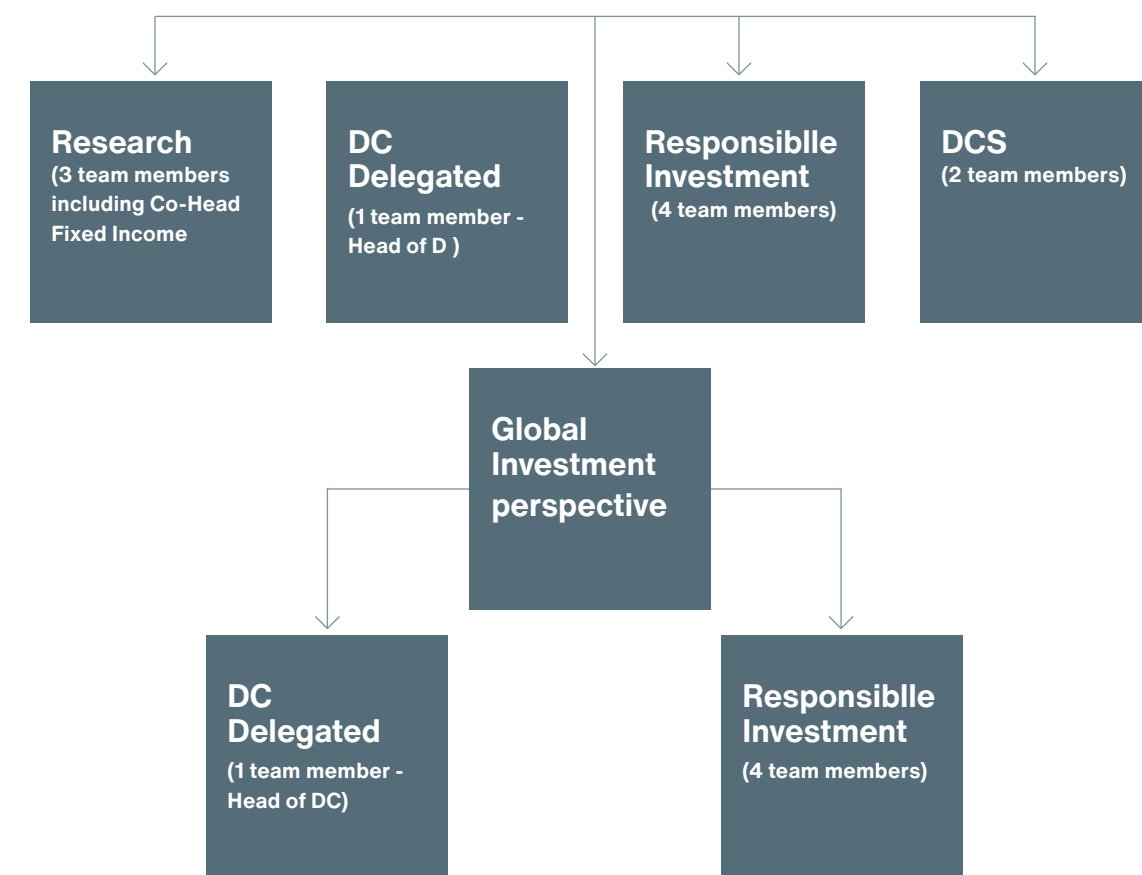 Research
(3 team members
including Co-Head
Fixed Income
DC
Delegated
(1 team member -
Head of D )
Responsiblle
Investment
(4 team members)
DCS
(2 team members)
Global
Investment
perspective
DC
Delegated
(1 team member -
Head of DC)
Responsiblle
Investment
(4 team members)